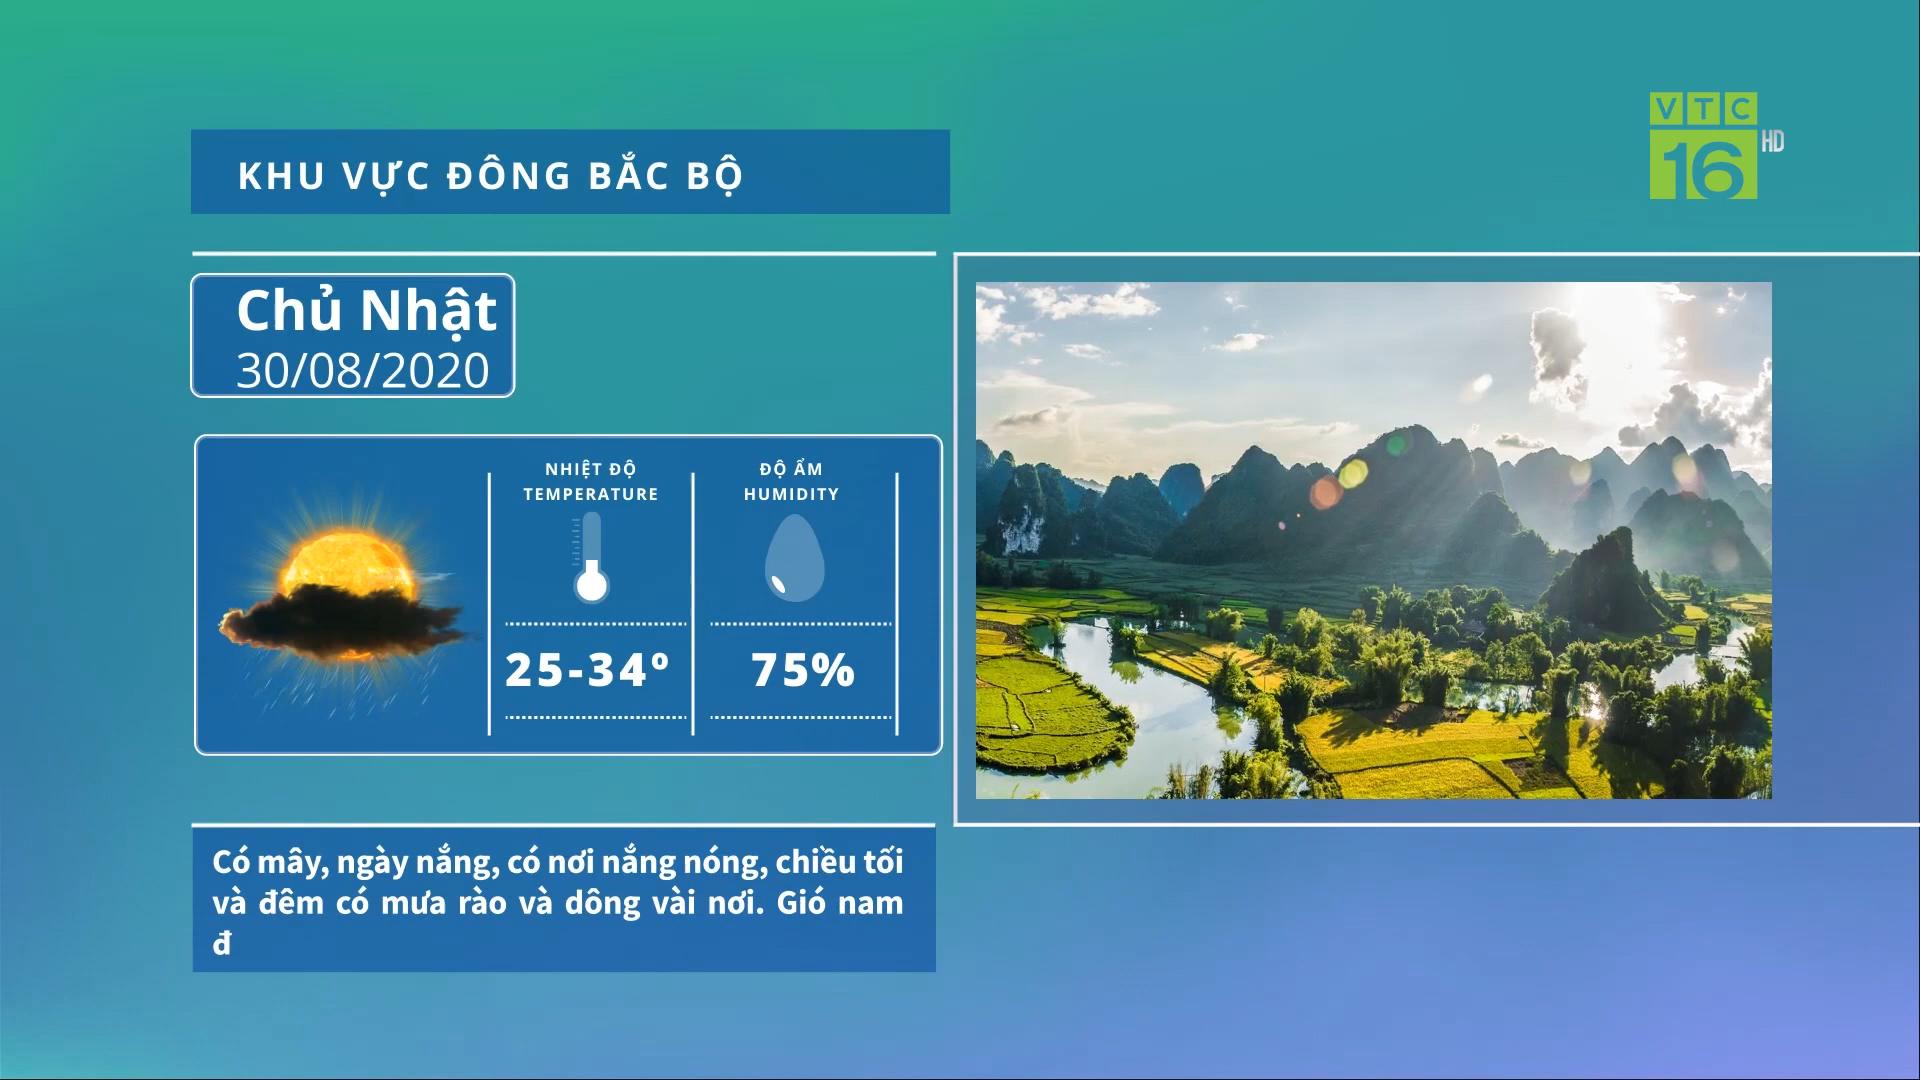 VTC
16 HD
KHU VỰC ĐÔNG BẮC BỘ
Chủ Nhật
30/08/2020
NHIỆT ĐỘ
TEMPERATURE
25-34º
ĐỘ ẨM
HUMIDITY
75%
Có mây, ngày nắng, có nơi nắng nóng, chiều tối
và đêm có mưa rào và dông vài nơi. Gió nam
đ